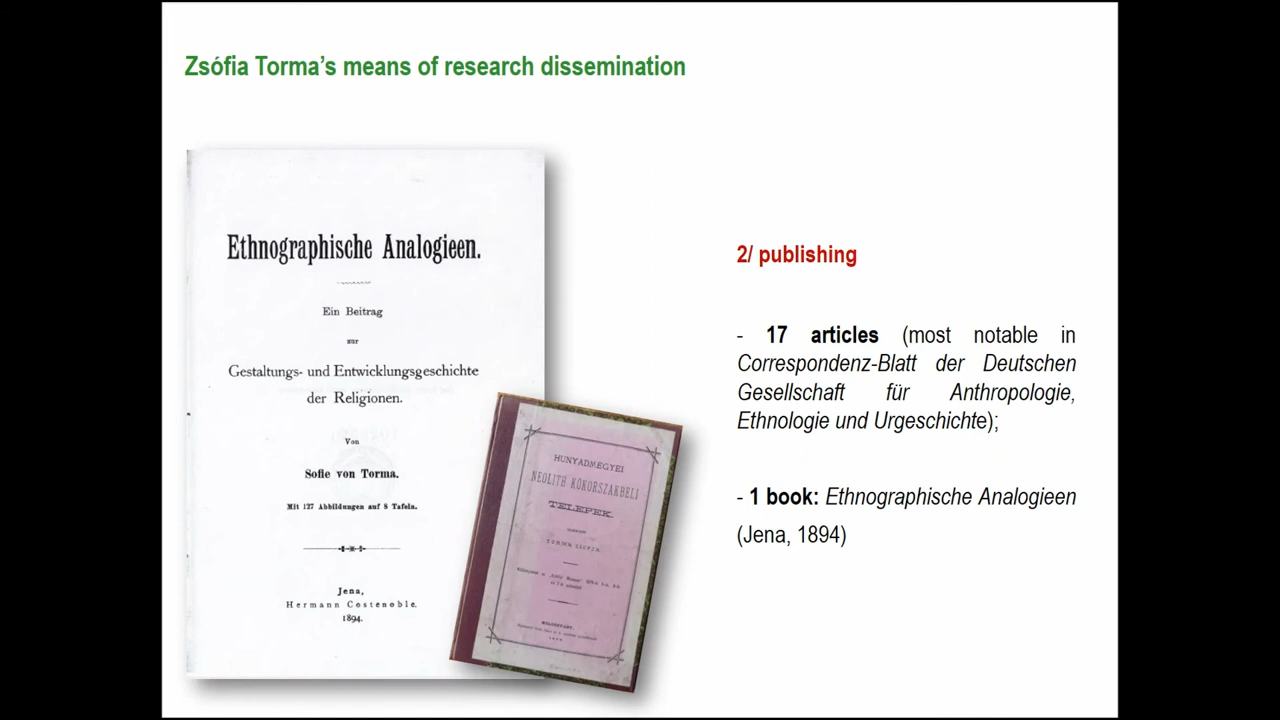 Zsófia Torma’s means of research dissemination
Ethnographische Analogieen.
Ein Beitrag
zur
Gestaltungs- und Entwicklungsgeschichte
der Religionen.
Von
Sofie von Torma.
Mit 127 Abbildungen auf 8 Tafeln.
Jena,
Hermann Costenoble.
1894.
HUNYADMEGYEI
NEOLITH KŐKORSZAKBELI
TELEPEK.
TORMA ZSOFIA.
KOLOZSVÁRT,
2/ publishing
- 17 articles (most notable in
Correspondenz-Blatt der Deutschen
Gesellschaft für Anthropologie,
Ethnologie und Urgeschichte);
- 1 book: Ethnographische Analogieen
(Jena, 1894)